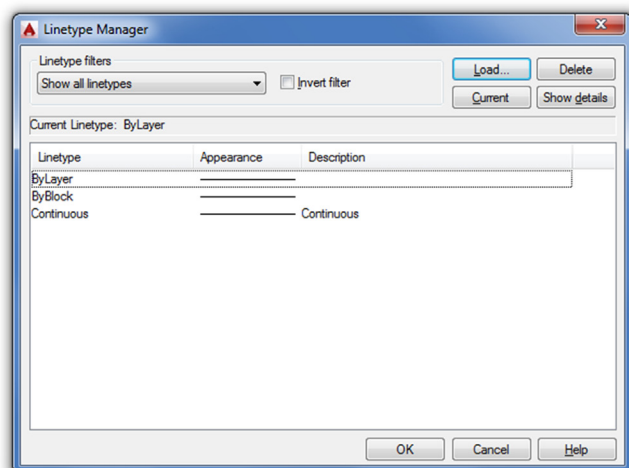 Linetype Manager
Linetype filters
Show all linetypes
Invert filter
Load...
Delete
Current
Show details
Current Linetype: ByLayer
Linetype Appearance Description
ByLayer
ByBlock
Continuous Continuous
OK Cancel Help